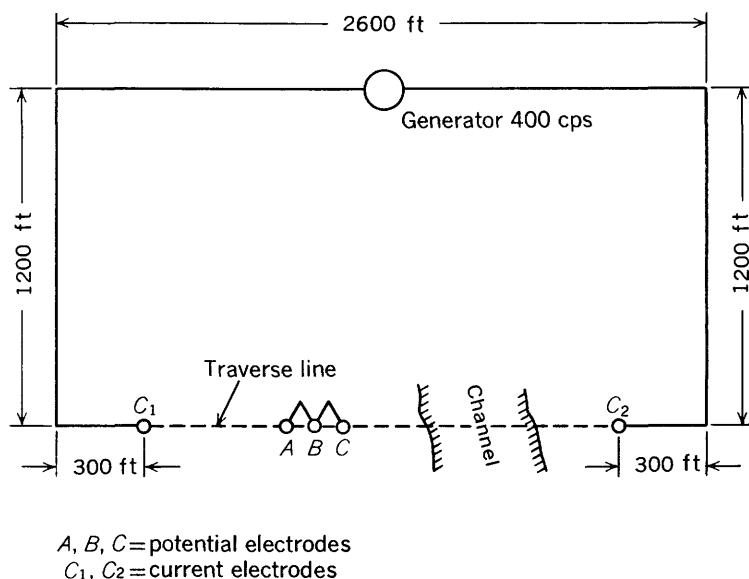 2600 ft
Generator 400 cps
1200 ft
1200 ft
Traverse line
Channel
C₁
C₂
A B C
300 ft
300 ft
A, B, C=potential electrodes
C₁, C₂=current electrodes